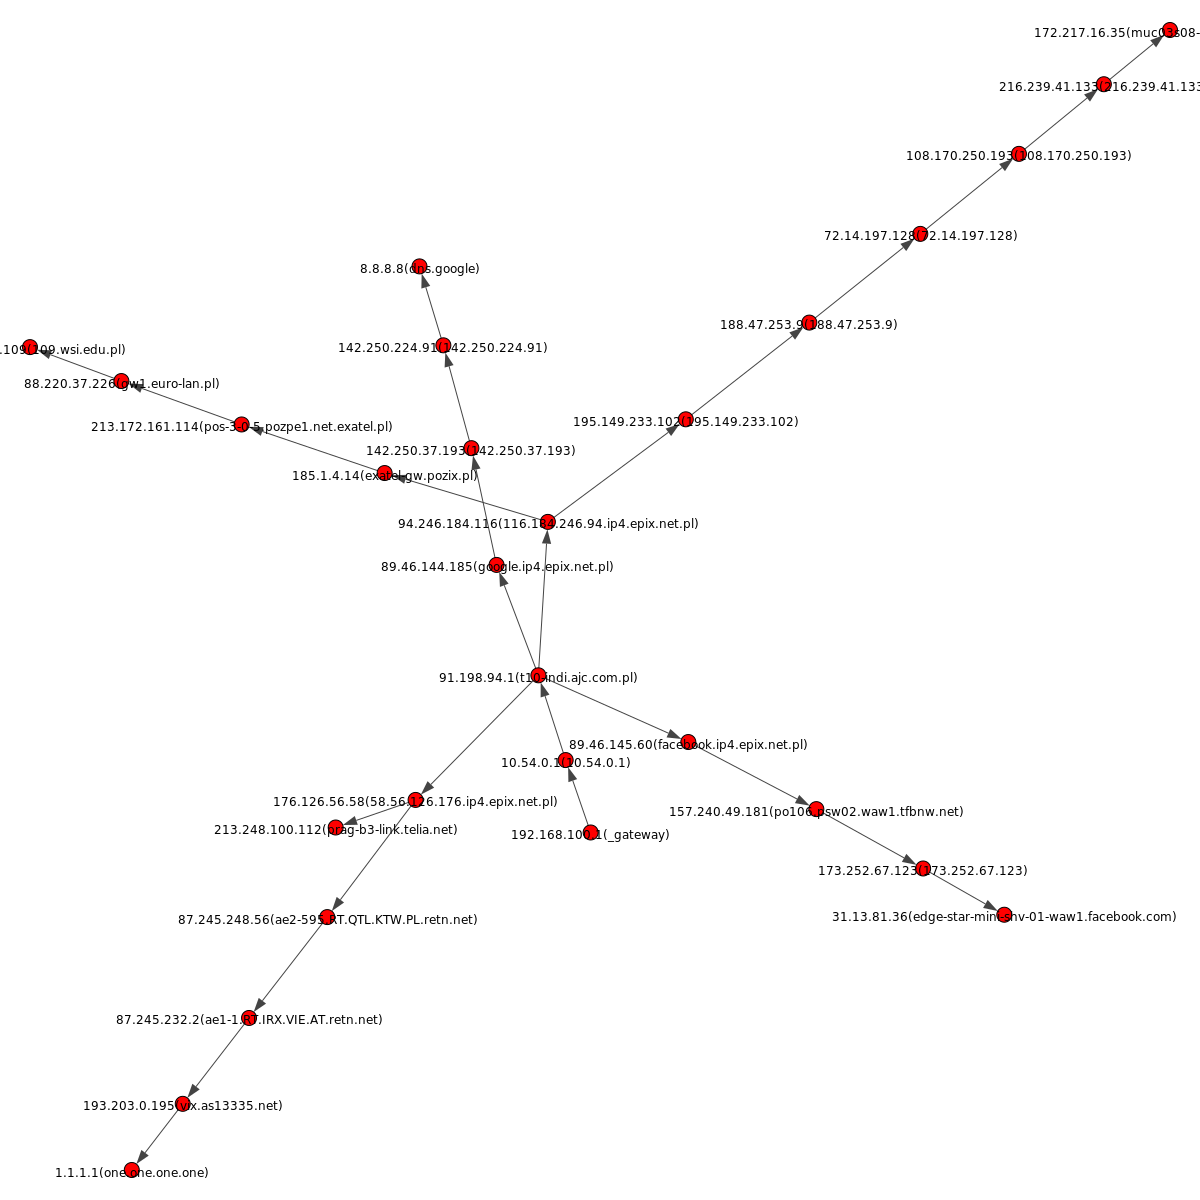 172.217.16.35(muc03s08-
216.239.41.133(216.239.41.133
108.170.250.193(108.170.250.193)
72.14.197.128(72.14.197.128)
8.8.8.8(dns.google)
188.47.253.9(188.47.253.9)
142.250.224.91(142.250.224.91)
.109(109.wsi.edu.pl)
88.220.37.226(gw1.euro-lan.pl)
195.149.233.102(195.149.233.102)
213.172.161.114(pos-3-0-5.pozpe1.net.exatel.pl)
142.250.37.193(142.250.37.193)
185.1.4.14(exatel-gw.pozix.pl)
94.246.184.116(116.184.246.94.ip4.epix.net.pl)
89.46.144.185(google.ip4.epix.net.pl)
91.198.94.1(t10-indi.ajc.com.pl)
89.46.145.60(facebook.ip4.epix.net.pl)
10.54.0.1(10.54.0.1)
176.126.56.58(58.56.126.176.ip4.epix.net.pl)
157.240.49.181(po106.psw02.waw1.tfbnw.net)
213.248.100.112(prag-b3-link.telia.net)
192.168.100.1(_gateway)
173.252.67.123(173.252.67.123)
87.245.248.56(ae2-595.RT.QTL.KTW.PL.retn.net)
31.13.81.36(edge-star-mini-shv-01-waw1.facebook.com)
87.245.232.2(ae1-1.RT.IRX.VIE.AT.retn.net)
193.203.0.195(vix.as13335.net)
1.1.1.1(one.one.one.one)